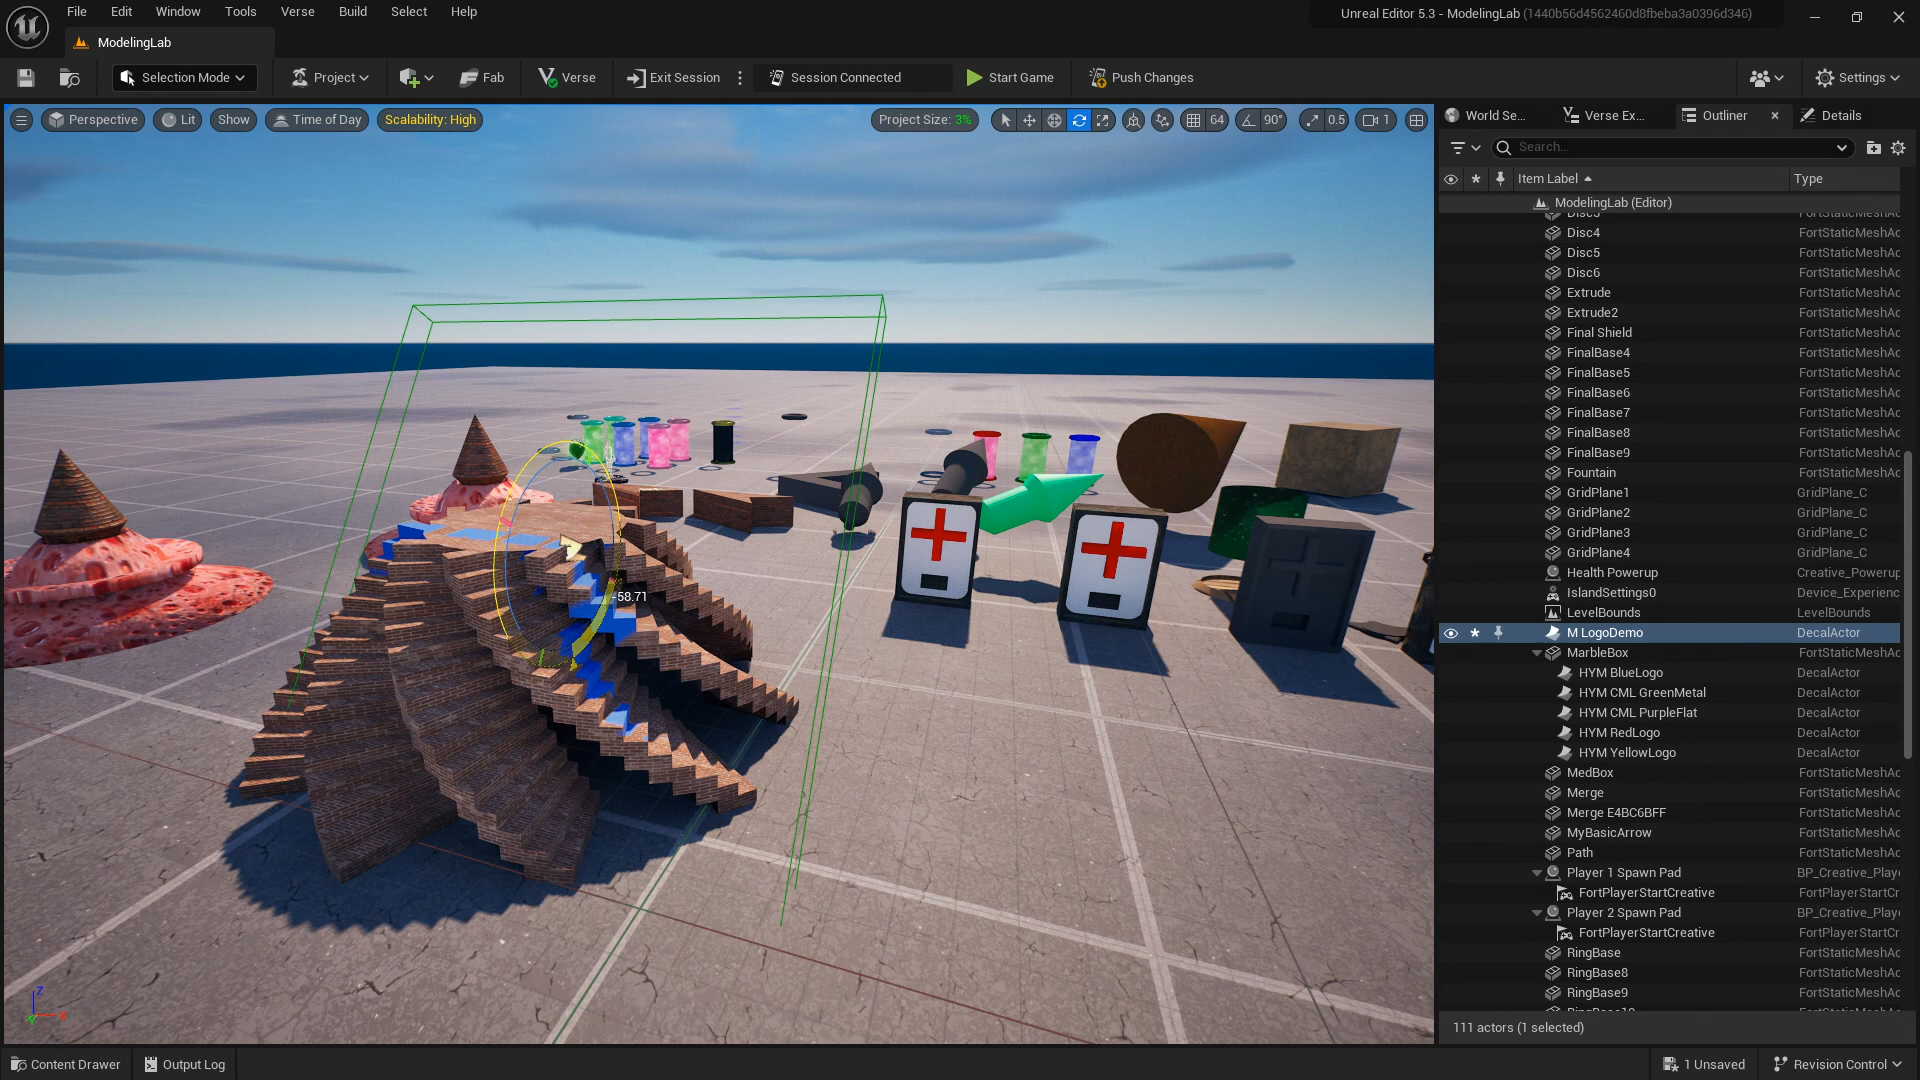 File Edit Window Tools Verse Build Select Help
Unreal Editor 5.3 - ModelingLab (1440b56d4562460d8fbeba3a0396d346)
ModelingLab
Selection Mode Project Fab Verse Exit Session Session Connected Start Game Push Changes Settings
Perspective Lit Show Time of Day Scalability: High Project Size: 3% 64 90° 0.5 1
-58.71
Z
X
Y
World Se... Verse Ex... Outliner Details
Search...
Item Label Type
ModelingLab (Editor)
Disc3 FortStaticMeshAc
Disc4 FortStaticMeshAc
Disc5 FortStaticMeshAc
Disc6 FortStaticMeshAc
Extrude FortStaticMeshAc
Extrude2 FortStaticMeshAc
Final Shield FortStaticMeshAc
FinalBase4 FortStaticMeshAc
FinalBase5 FortStaticMeshAc
FinalBase6 FortStaticMeshAc
FinalBase7 FortStaticMeshAc
FinalBase8 FortStaticMeshAc
FinalBase9 FortStaticMeshAc
Fountain FortStaticMeshAc
GridPlane1 GridPlane_C
GridPlane2 GridPlane_C
GridPlane3 GridPlane_C
GridPlane4 GridPlane_C
Health Powerup Creative_Powerup
IslandSettings0 Device_Experienc
LevelBounds LevelBounds
M LogoDemo DecalActor
MarbleBox FortStaticMeshAc
HYM BlueLogo DecalActor
HYM CML GreenMetal DecalActor
HYM CML PurpleFlat DecalActor
HYM RedLogo DecalActor
HYM YellowLogo DecalActor
MedBox FortStaticMeshAc
Merge FortStaticMeshAc
Merge E4BC6BFF FortStaticMeshAc
MyBasicArrow FortStaticMeshAc
Path FortStaticMeshAc
Player 1 Spawn Pad BP_Creative_Playe
FortPlayerStartCreative FortPlayerStartCr
Player 2 Spawn Pad BP_Creative_Playe
FortPlayerStartCreative FortPlayerStartCr
RingBase FortStaticMeshAc
RingBase8 FortStaticMeshAc
RingBase9 FortStaticMeshAc
111 actors (1 selected)
Content Drawer Output Log 1 Unsaved Revision Control